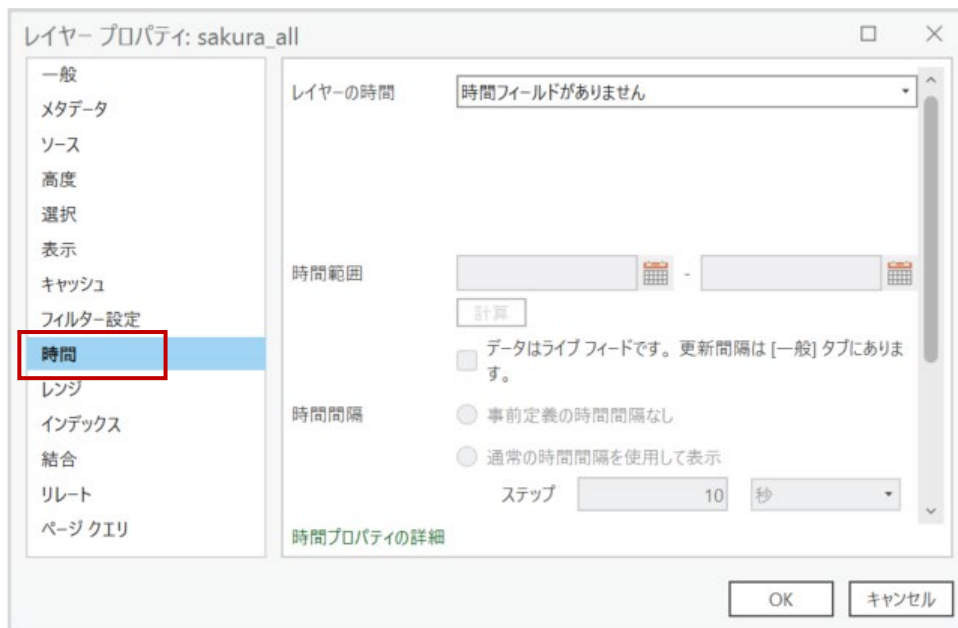 レイヤー プロパティ: sakura_all
一般
メタデータ
ソース
高度
選択
表示
キャッシュ
フィルター設定
時間
レンジ
インデックス
結合
リレート
ページ クエリ
レイヤーの時間
時間フィールドがありません
時間範囲
-
計算
データはライブ フィードです。更新間隔は [一般] タブにありま
す。
時間間隔
事前定義の時間間隔なし
通常の時間間隔を使用して表示
ステップ
10
秒
時間プロパティの詳細
OK
キャンセル